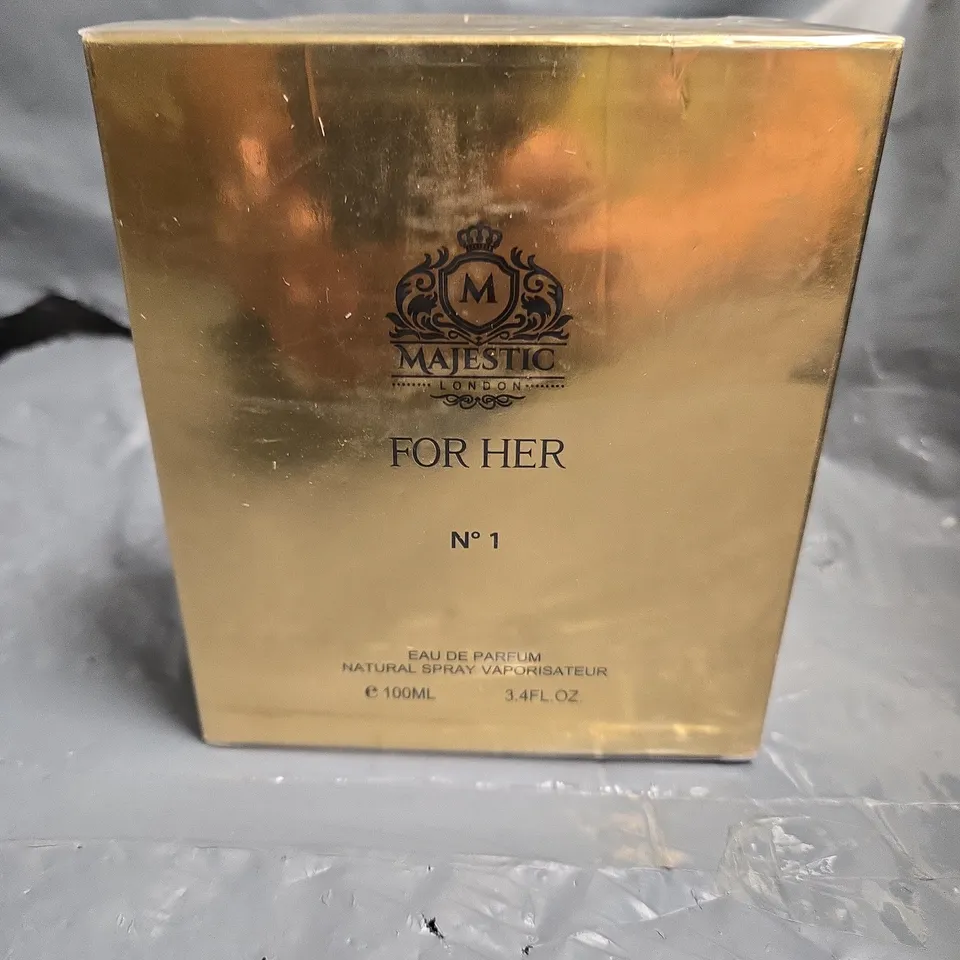 M
MAJESTIC
LONDON
FOR HER
N° 1
EAU DE PARFUM
NATURAL SPRAY VAPORISATEUR
℮ 100ML 3.4FL.OZ.